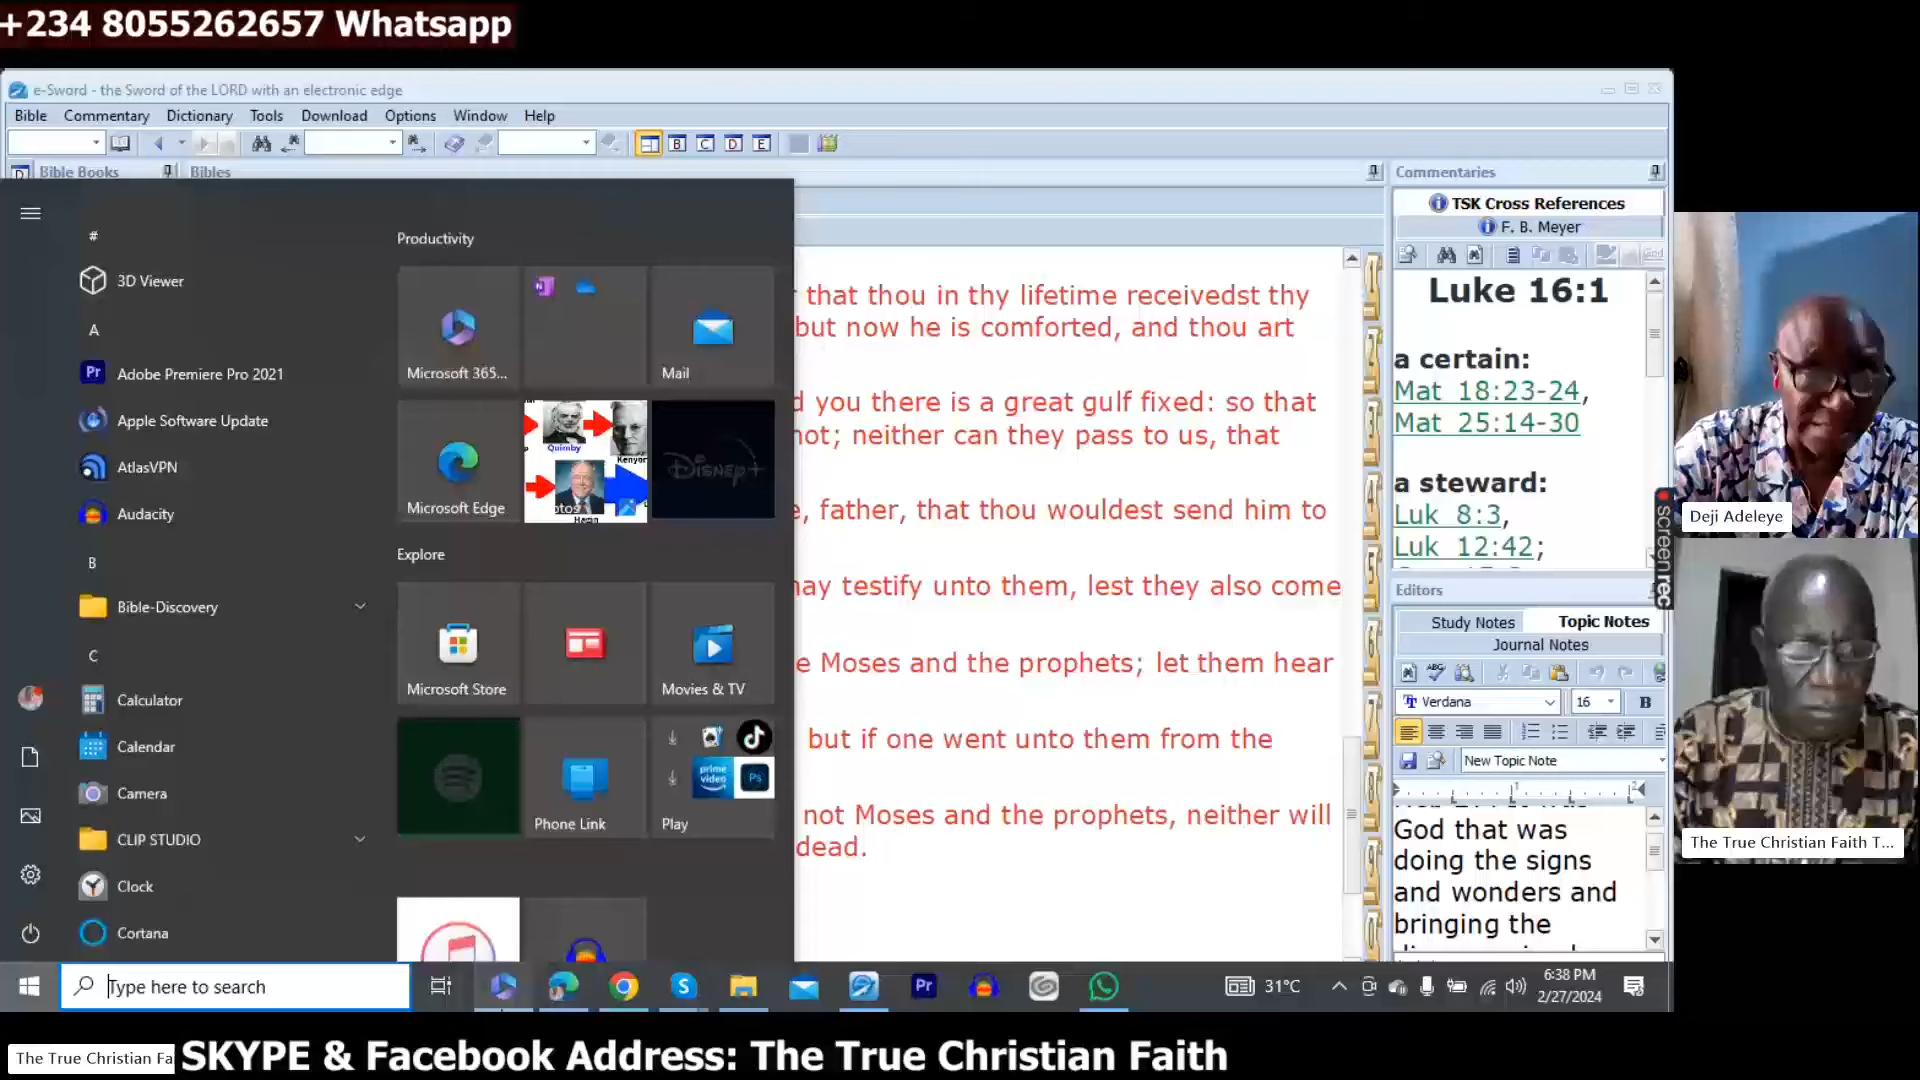 +234 8055262657 Whatsapp
e-Sword - the Sword of the LORD with an electronic edge
Bible Commentary Dictionary Tools Download Options Window Help
B C D E
Bible Books Bibles
#
3D Viewer
A
Adobe Premiere Pro 2021
Apple Software Update
AtlasVPN
Audacity
B
Bible-Discovery
C
Calculator
Calendar
Camera
CLIP STUDIO
Clock
Cortana
Productivity
Microsoft 365...
Mail
Microsoft Edge
Quimby
Kenyon
Hagin
Disnep+
Explore
Microsoft Store
Movies & TV
prime video
Ps
Phone Link
Play
that thou in thy lifetime receivedst thy
but now he is comforted, and thou art
you there is a great gulf fixed: so that
not; neither can they pass to us, that
father, that thou wouldest send him to
may testify unto them, lest they also come
Moses and the prophets; let them hear
but if one went unto them from the
not Moses and the prophets, neither will
dead.
Commentaries
TSK Cross References
F. B. Meyer
Luke 16:1
a certain:
Mat 18:23-24,
Mat 25:14-30
a steward:
Luk 8:3,
Luk 12:42;
Editors
Study Notes Topic Notes
Journal Notes
Verdana 16 B
New Topic Note
God that was
doing the signs
and wonders and
bringing the
screenrec
Deji Adeleye
The True Christian Faith T...
Type here to search
Pr
31°C
6:38 PM
2/27/2024
The True Christian Fa
SKYPE & Facebook Address: The True Christian Faith